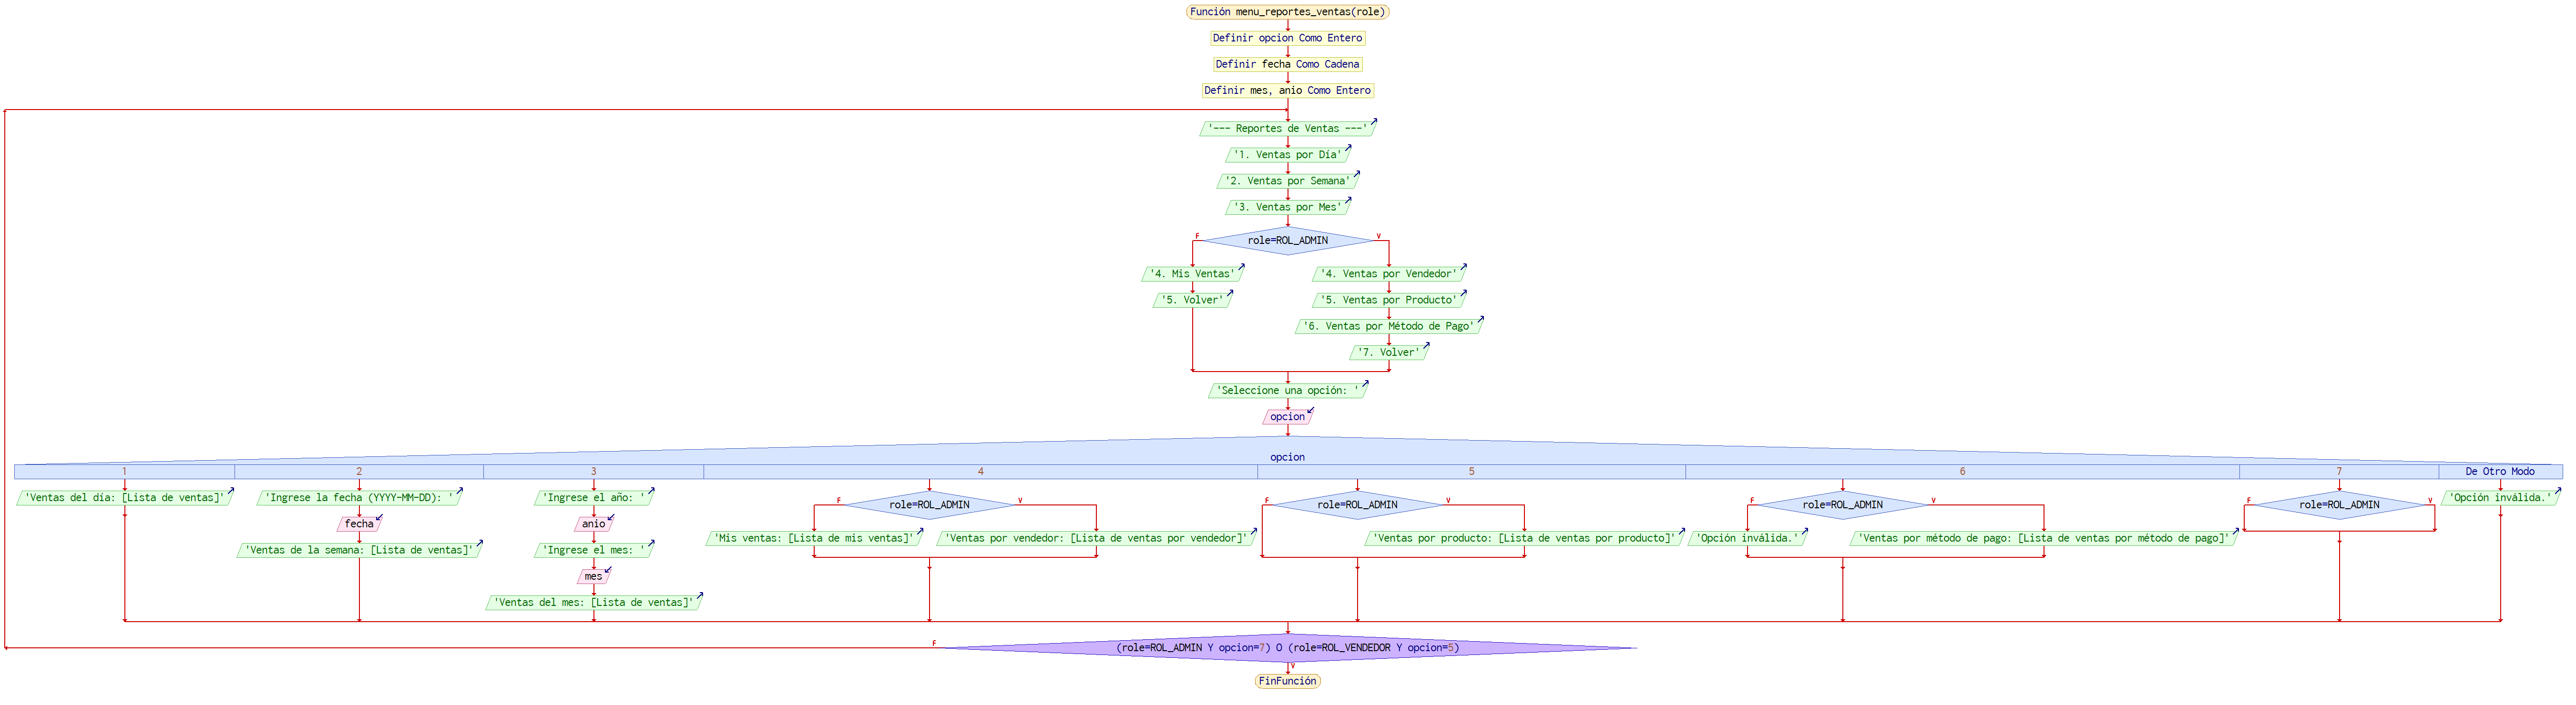 Función menu_reportes_ventas(role)
Definir opcion Como Entero
Definir fecha Como Cadena
Definir mes, anio Como Entero
'--- Reportes de Ventas ---'
'1. Ventas por Día'
'2. Ventas por Semana'
'3. Ventas por Mes'
role=ROL_ADMIN
F
V
'4. Mis Ventas'
'5. Volver'
'4. Ventas por Vendedor'
'5. Ventas por Producto'
'6. Ventas por Método de Pago'
'7. Volver'
'Seleccione una opción: '
opcion
opcion
1
2
3
4
5
6
7
De Otro Modo
'Ventas del día: [Lista de ventas]'
'Ingrese la fecha (YYYY-MM-DD): '
fecha
'Ventas de la semana: [Lista de ventas]'
'Ingrese el año: '
anio
'Ingrese el mes: '
mes
'Ventas del mes: [Lista de ventas]'
F
role=ROL_ADMIN
V
'Mis ventas: [Lista de mis ventas]'
'Ventas por vendedor: [Lista de ventas por vendedor]'
F
role=ROL_ADMIN
V
'Ventas por producto: [Lista de ventas por producto]'
F
role=ROL_ADMIN
V
'Opción inválida.'
'Ventas por método de pago: [Lista de ventas por método de pago]'
F
role=ROL_ADMIN
V
'Opción inválida.'
F
(role=ROL_ADMIN Y opcion=7) O (role=ROL_VENDEDOR Y opcion=5)
V
FinFunción